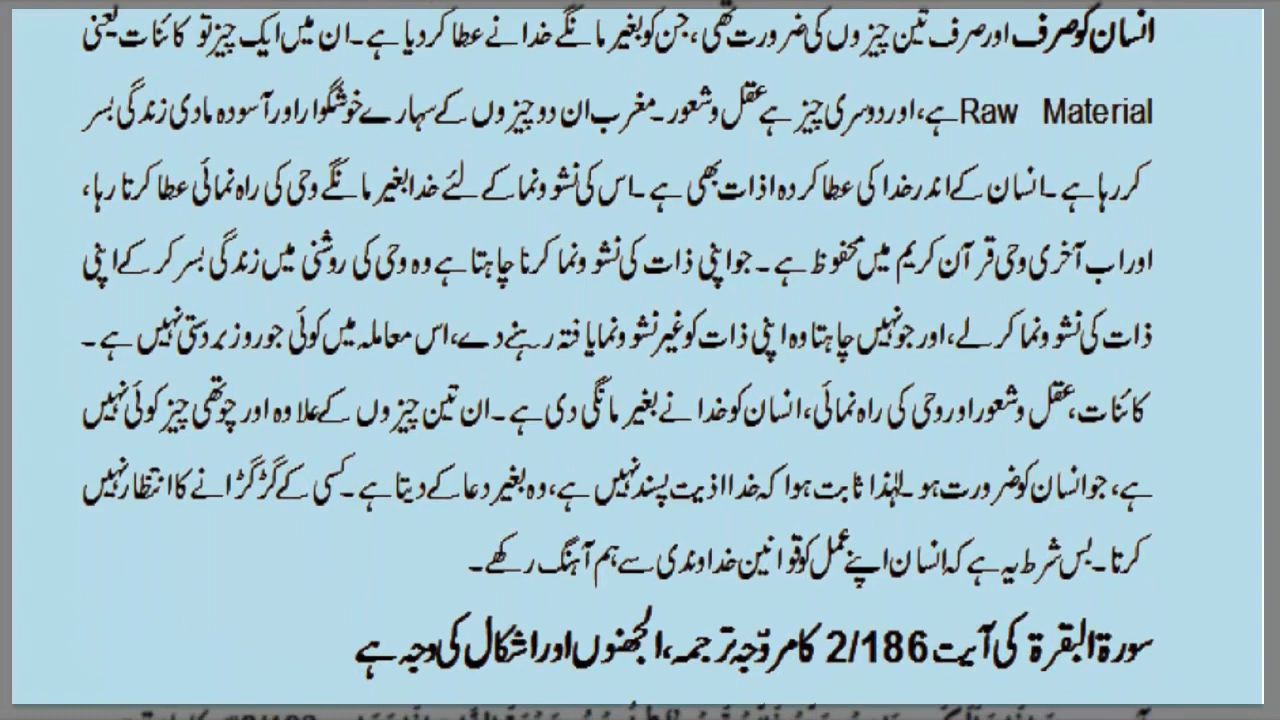 انسان کو صرف اور صرف تین چیزوں کی ضرورت تھی، جن کو بغیر مانگے خدا نے عطا کر دیا ہے۔ ان میں ایک چیز تو کائنات یعنی
Raw Material ہے، اور دوسری چیز ہے عقل و شعور۔ مغرب ان دو چیزوں کے سہارے خوشگوار اور آسودہ مادی زندگی بسر
کر رہا ہے۔ انسان کے اندر خدا کی عطا کردہ اذات بھی ہے۔ اس کی نشوونما کے لئے خدا بغیر مانگے وحی کی راہ نمائی عطا کرتا رہا،
اور اب آخری وحی قرآن کریم میں محفوظ ہے۔ جو اپنی ذات کی نشوونما کرنا چاہتا ہے وہ وحی کی روشنی میں زندگی بسر کر کے اپنی
ذات کی نشوونما کر لے، اور جو نہیں چاہتا وہ اپنی ذات کو غیر نشوونما یافتہ رہنے دے، اس معاملہ میں کوئی جور و زبردستی نہیں ہے۔
کائنات، عقل و شعور اور وحی کی راہ نمائی، انسان کو خدا نے بغیر مانگی دی ہے۔ ان تین چیزوں کے علاوہ اور چوتھی چیز کوئی نہیں
ہے، جو انسان کو ضرورت ہو۔ لہٰذا ثابت ہوا کہ خدا اذیت پسند نہیں ہے، وہ بغیر دعا کے دیتا ہے۔ کسی کے گڑگڑانے کا انتظار نہیں
کرتا۔ بس شرط یہ ہے کہ انسان اپنے عمل کو قوانین خداوندی سے ہم آہنگ رکھے۔
سورۃ البقرۃ کی آیت 2/186 کا مروّجہ ترجمہ، الجھنوں اور اشکال کی وجہ ہے